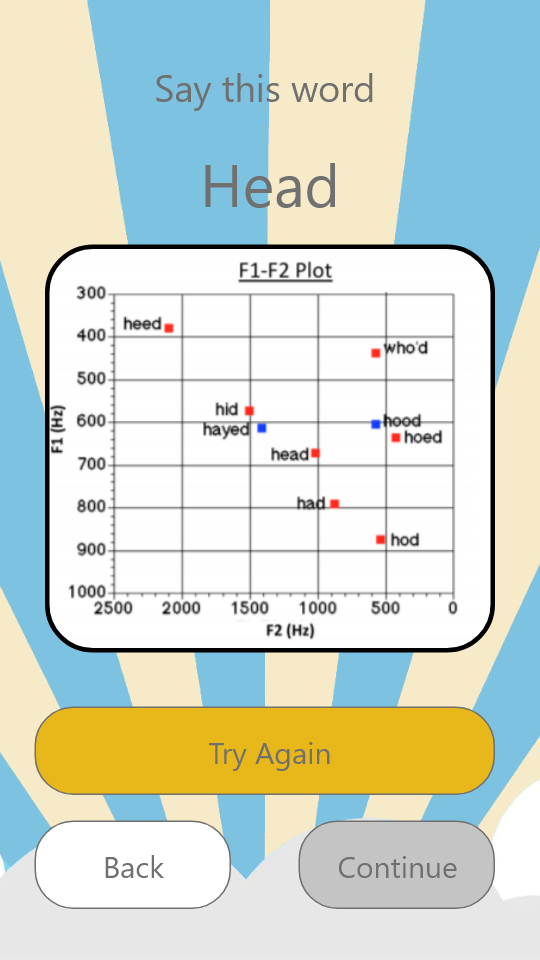 Say this word
Head
F1-F2 Plot
300
400
500
600
700
800
900
1000
F1 (Hz)
heed
who'd
hid
hayed
hood
hoed
head
had
hod
2500 2000 1500 1000 500 0
F2 (Hz)
Try Again
Back
Continue